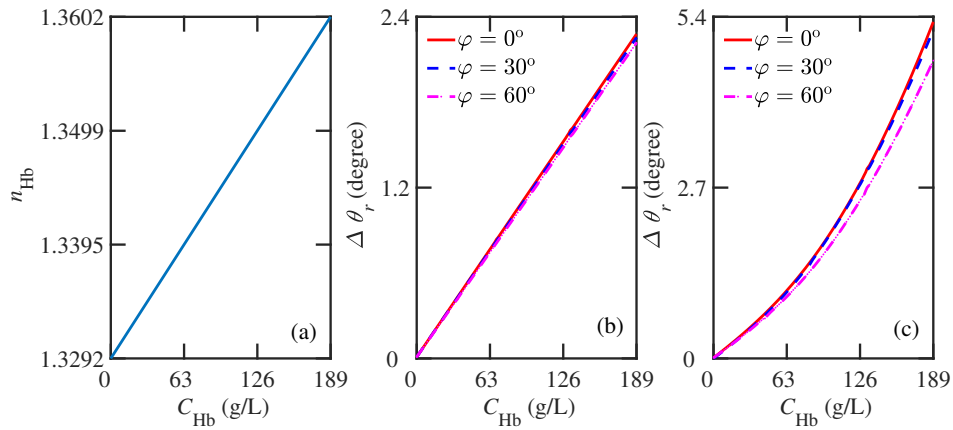 1.3602
1.3499
1.3395
1.3292
n_Hb
0 63 126 189
C_Hb (g/L)
(a)
2.4
1.2
0
Δ θ_r (degree)
φ = 0°
φ = 30°
φ = 60°
0 63 126 189
C_Hb (g/L)
(b)
5.4
2.7
0
Δ θ_r (degree)
φ = 0°
φ = 30°
φ = 60°
0 63 126 189
C_Hb (g/L)
(c)